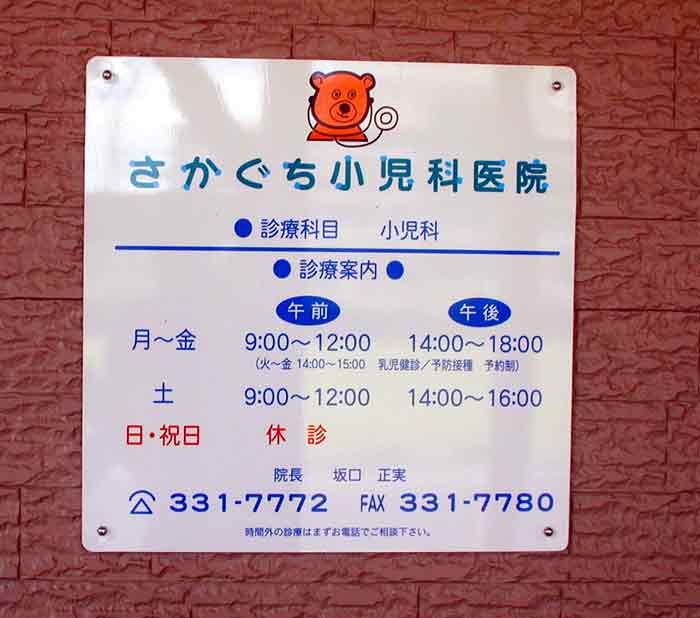 さかぐち小児科医院
● 診療科目　小児科
● 診療案内 ●
午前　午後
月〜金　9:00〜12:00　14:00〜18:00
(火〜金 14:00〜15:00　乳児健診／予防接種　予約制)
土　9:00〜12:00　14:00〜16:00
日・祝日　休診
院長　坂口　正実
☎ 331-7772　FAX 331-7780
時間外の診療はまずお電話でご相談下さい。